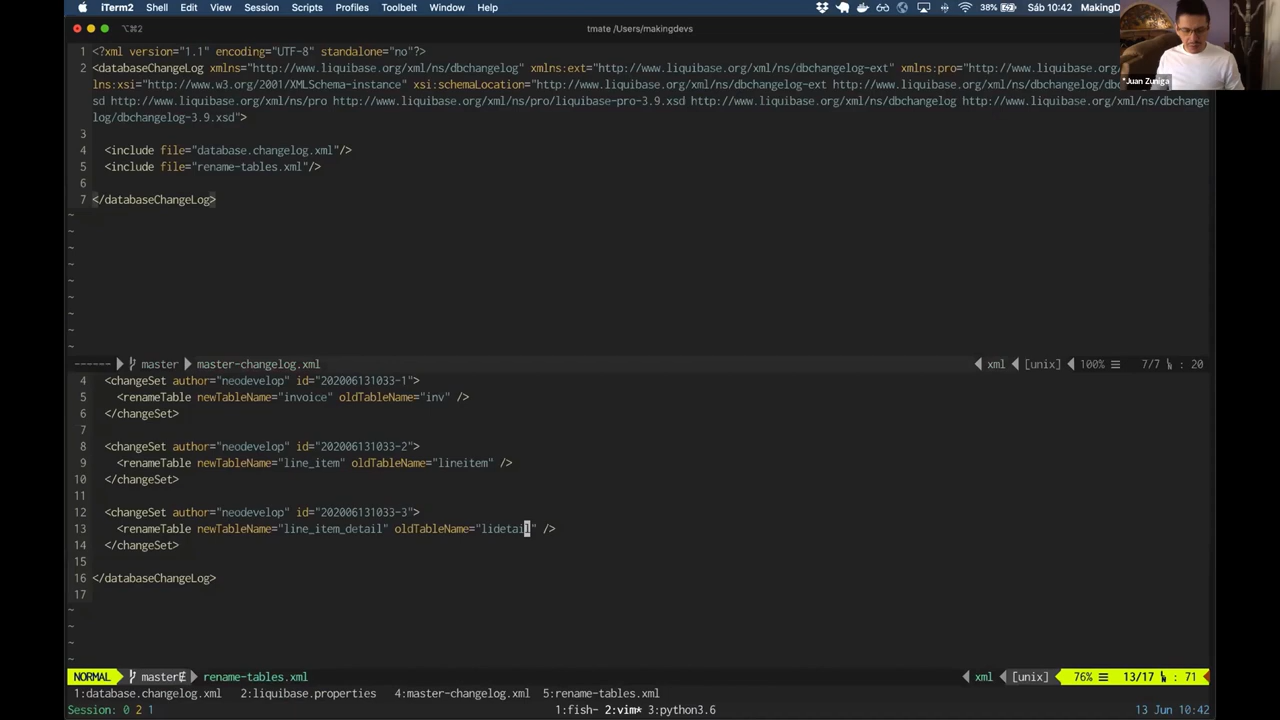 iTerm2 Shell Edit View Session Scripts Profiles Toolbelt Window Help 38% Sáb 10:42 MakingD
⌥⌘2 tmate /Users/makingdevs
*Juan Zuniga
1 <?xml version="1.1" encoding="UTF-8" standalone="no"?>
2 <databaseChangeLog xmlns="http://www.liquibase.org/xml/ns/dbchangelog" xmlns:ext="http://www.liquibase.org/xml/ns/dbchangelog-ext" xmlns:pro="http://www.liquibase.org/xm
lns:xsi="http://www.w3.org/2001/XMLSchema-instance" xsi:schemaLocation="http://www.liquibase.org/xml/ns/dbchangelog-ext http://www.liquibase.org/xml/ns/dbc
sd http://www.liquibase.org/xml/ns/pro http://www.liquibase.org/xml/ns/pro/liquibase-pro-3.9.xsd http://www.liquibase.org/xml/ns/dbchangelog http://www.liquibase.org/xml/ns/dbchange
log/dbchangelog-3.9.xsd">
3
4 <include file="database.changelog.xml"/>
5 <include file="rename-tables.xml"/>
6
7 </databaseChangeLog>
~
~
~
~
~
~
~
~
~
------ master master-changelog.xml xml [unix] 100% ☰ 7/7 : 20
4 <changeSet author="neodevelop" id="202006131033-1">
5 <renameTable newTableName="invoice" oldTableName="inv" />
6 </changeSet>
7
8 <changeSet author="neodevelop" id="202006131033-2">
9 <renameTable newTableName="line_item" oldTableName="lineitem" />
10 </changeSet>
11
12 <changeSet author="neodevelop" id="202006131033-3">
13 <renameTable newTableName="line_item_detail" oldTableName="lidetail" />
14 </changeSet>
15
16 </databaseChangeLog>
17
~
~
~
~
NORMAL master rename-tables.xml xml [unix] 76% ☰ 13/17 : 71
1:database.changelog.xml 2:liquibase.properties 4:master-changelog.xml 5:rename-tables.xml
Session: 0 2 1 1:fish- 2:vim* 3:python3.6 13 Jun 10:42